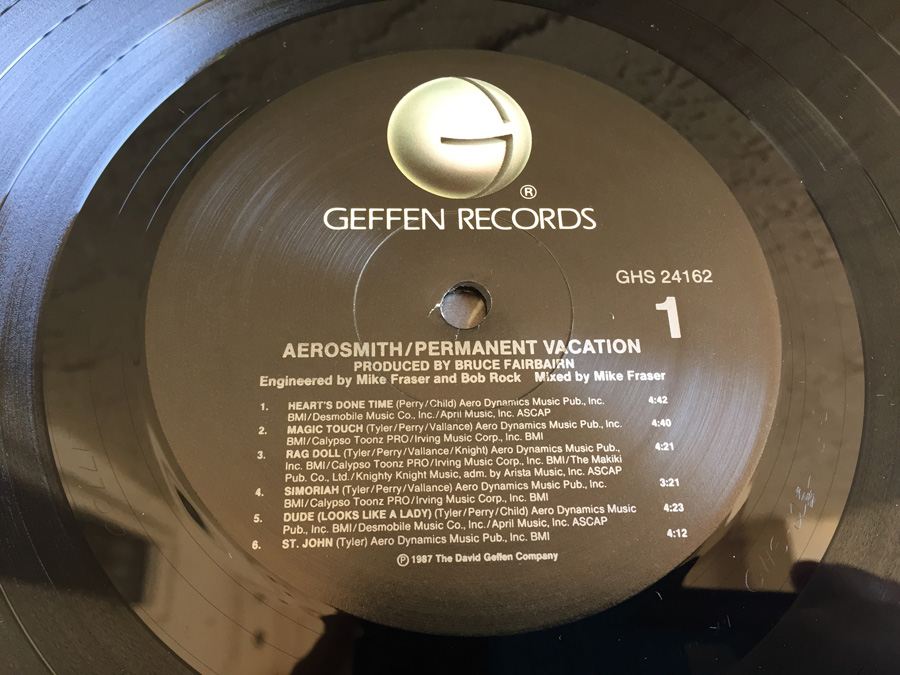 ®
GEFFEN RECORDS
GHS 24162
1
AEROSMITH/PERMANENT VACATION
PRODUCED BY BRUCE FAIRBAIRN
Engineered by Mike Fraser and Bob Rock Mixed by Mike Fraser
1. HEART'S DONE TIME (Perry/Child) Aero Dynamics Music Pub., Inc. 4:42
BMI/Desmobile Music Co., Inc./April Music, Inc. ASCAP
2. MAGIC TOUCH (Tyler/Perry/Vallance) Aero Dynamics Music Pub., Inc. 4:40
BMI/Calypso Toonz PRO/Irving Music Corp., Inc. BMI
3. RAG DOLL (Tyler/Perry/Vallance/Knight) Aero Dynamics Music Pub., 4:21
Inc. BMI/Calypso Toonz PRO/Irving Music Corp., Inc. BMI/The Makiki
Pub. Co., Ltd./Knighty Knight Music, adm. by Arista Music, Inc. ASCAP
4. SIMORIAH (Tyler/Perry/Vallance) Aero Dynamics Music Pub., Inc. 3:21
BMI/Calypso Toonz PRO/Irving Music Corp., Inc. BMI
5. DUDE (LOOKS LIKE A LADY) (Tyler/Perry/Child) Aero Dynamics Music 4:23
Pub., Inc. BMI/Desmobile Music Co., Inc./April Music, Inc. ASCAP
6. ST. JOHN (Tyler) Aero Dynamics Music Pub., Inc. BMI 4:12
℗ 1987 The David Geffen Company